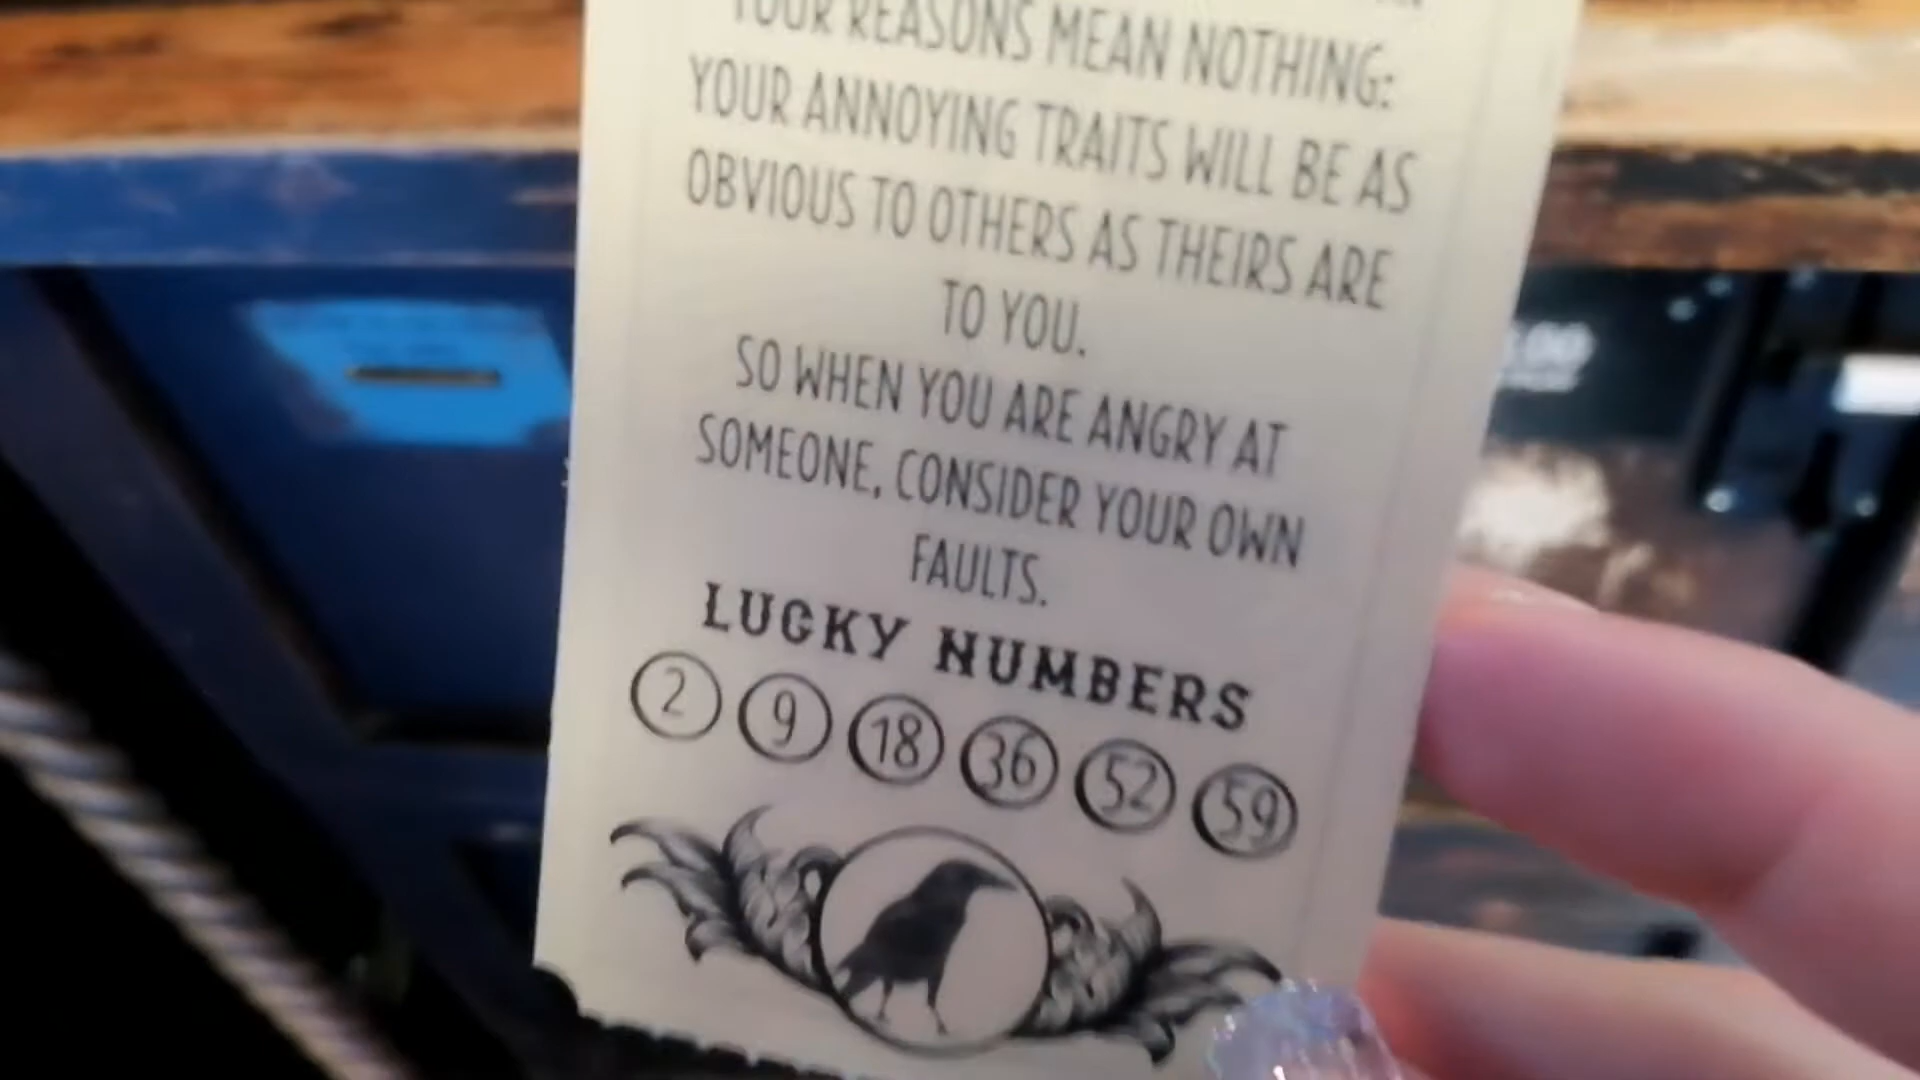 YOUR REASONS MEAN NOTHING:
YOUR ANNOYING TRAITS WILL BE AS
OBVIOUS TO OTHERS AS THEIRS ARE
TO YOU.
SO WHEN YOU ARE ANGRY AT
SOMEONE, CONSIDER YOUR OWN
FAULTS.
LUCKY NUMBERS
2 9 18 36 52 59